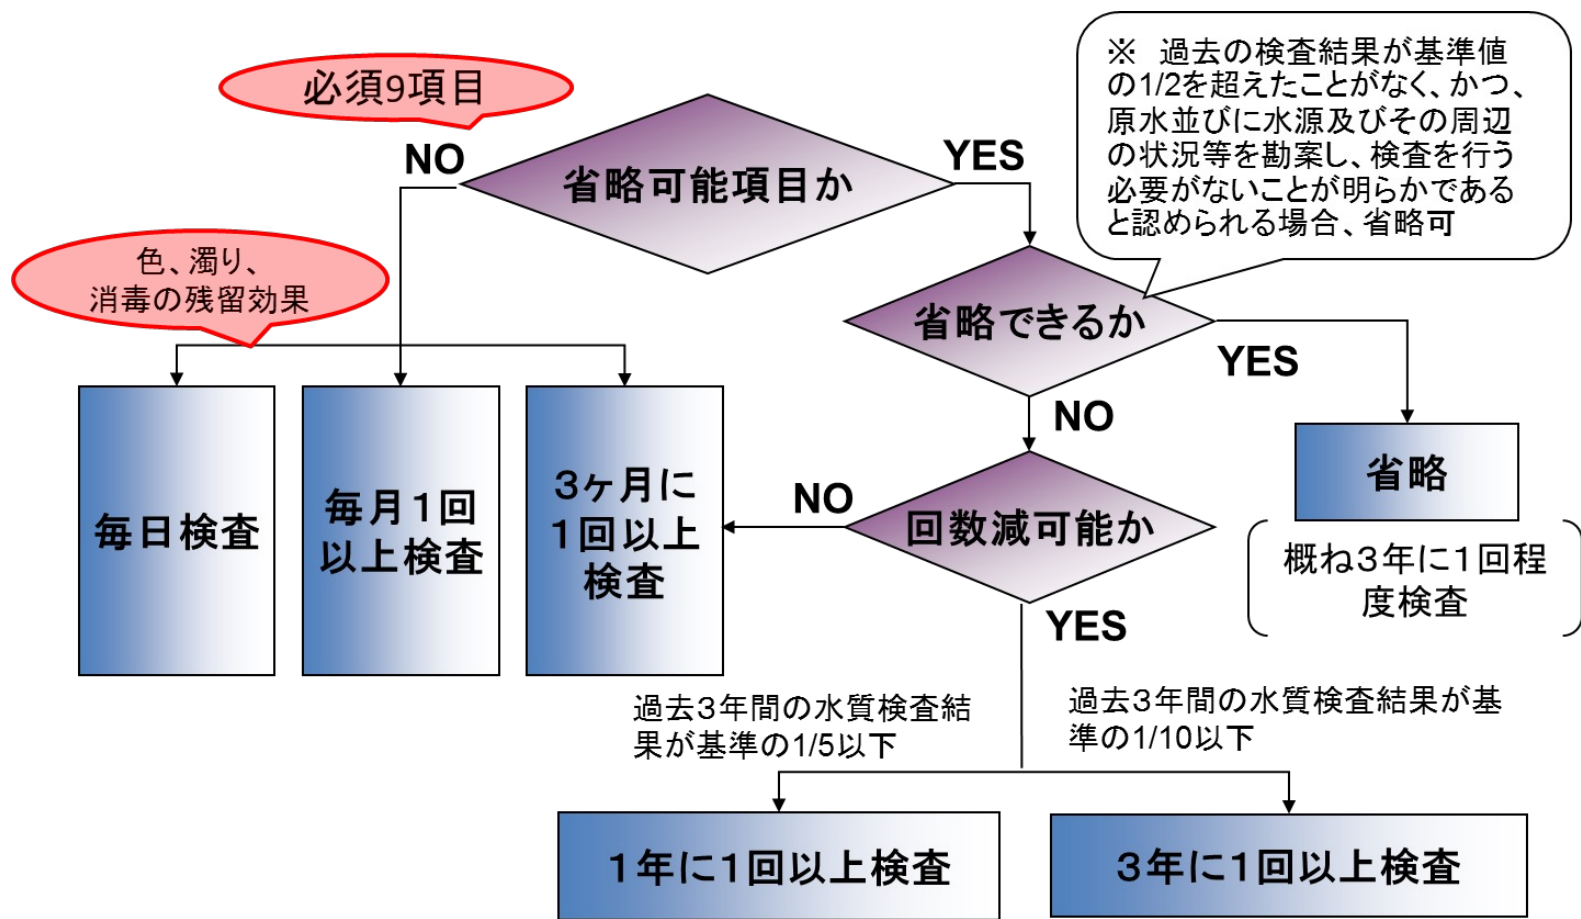 必須9項目
※　過去の検査結果が基準値
の1/2を超えたことがなく、かつ、
原水並びに水源及びその周辺
の状況等を勘案し、検査を行う
必要がないことが明らかである
と認められる場合、省略可
NO
省略可能項目か
YES
色、濁り、
消毒の残留効果
省略できるか
YES
NO
毎日検査
毎月1回
以上検査
3ヶ月に
1回以上
検査
NO
回数減可能か
YES
省略
概ね3年に1回程
度検査
過去3年間の水質検査結
果が基準の1/5以下
過去3年間の水質検査結果が基
準の1/10以下
1年に1回以上検査
3年に1回以上検査